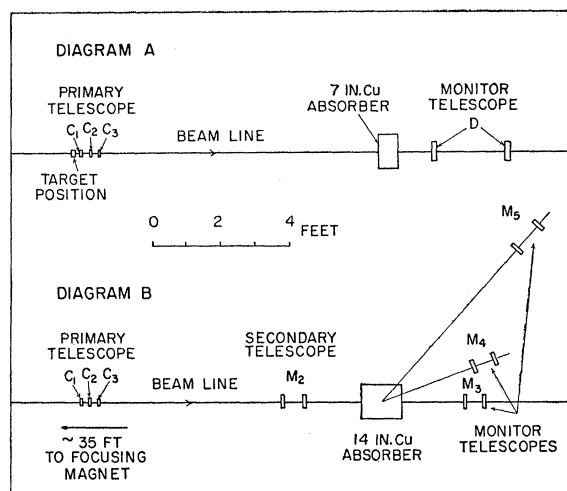 DIAGRAM A
PRIMARY
TELESCOPE
C1 C2 C3
TARGET
POSITION
BEAM LINE
7 IN.Cu
ABSORBER
MONITOR
TELESCOPE
D
0 2 4
FEET
DIAGRAM B
PRIMARY
TELESCOPE
C1 C2 C3
~ 35 FT
TO FOCUSING
MAGNET
BEAM LINE
SECONDARY
TELESCOPE
M2
14 IN.Cu
ABSORBER
M5
M4
M3
MONITOR
TELESCOPES